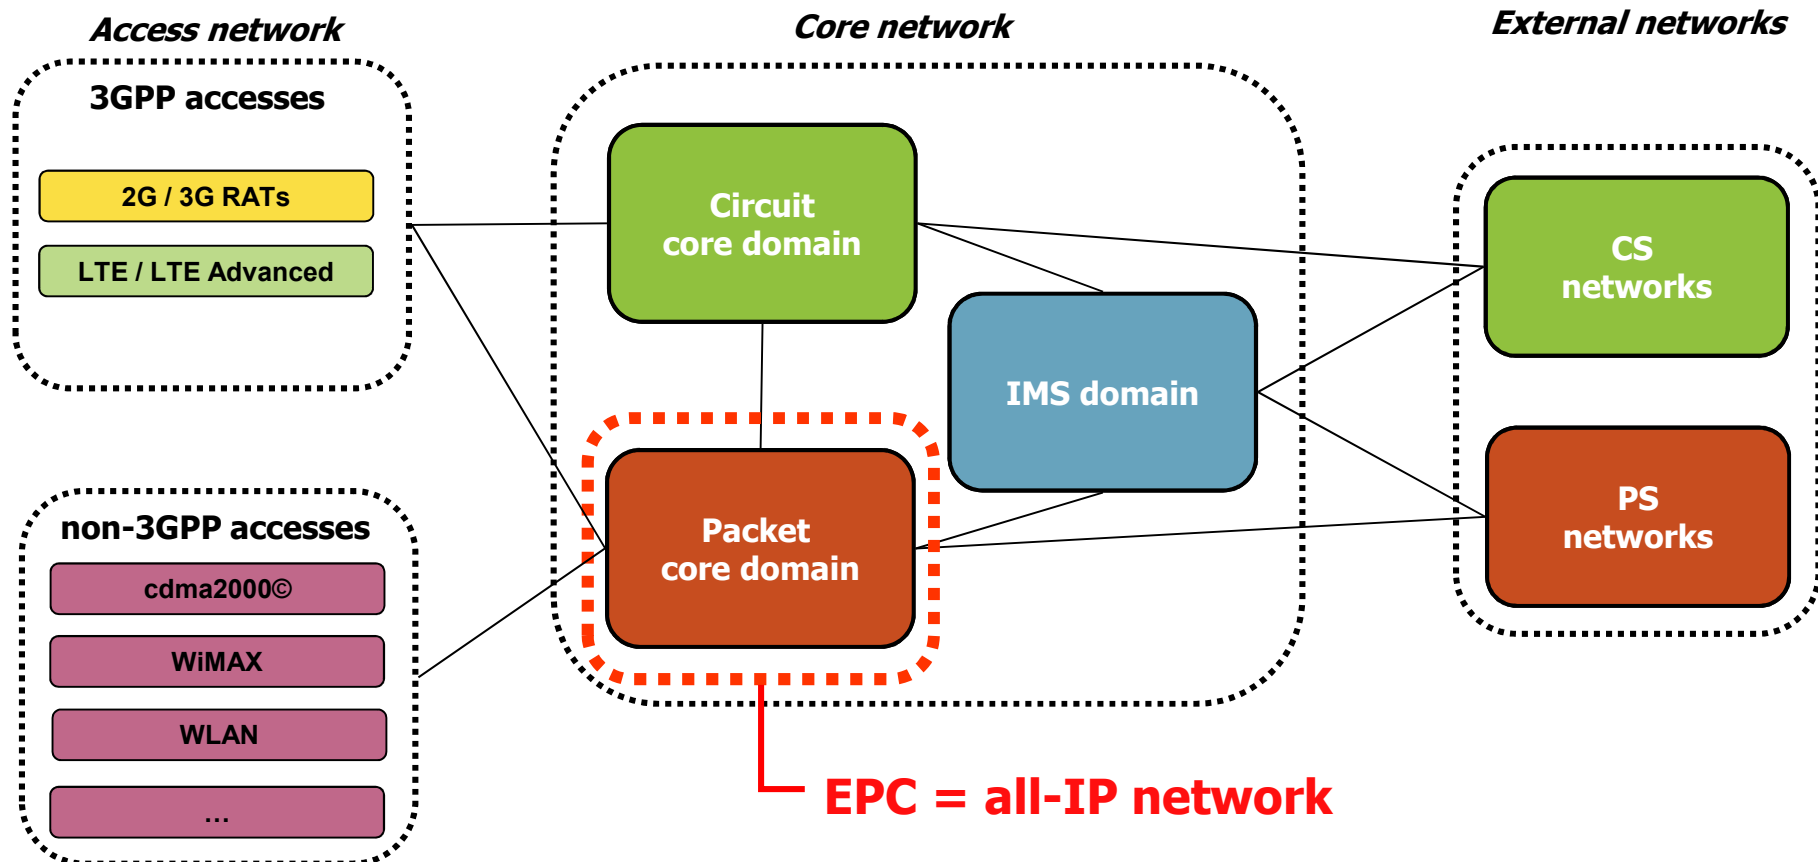 Access network
3GPP accesses
2G / 3G RATs
LTE / LTE Advanced
non-3GPP accesses
cdma2000©
WiMAX
WLAN
...
Core network
Circuit
core domain
IMS domain
Packet
core domain
EPC = all-IP network
External networks
CS
networks
PS
networks